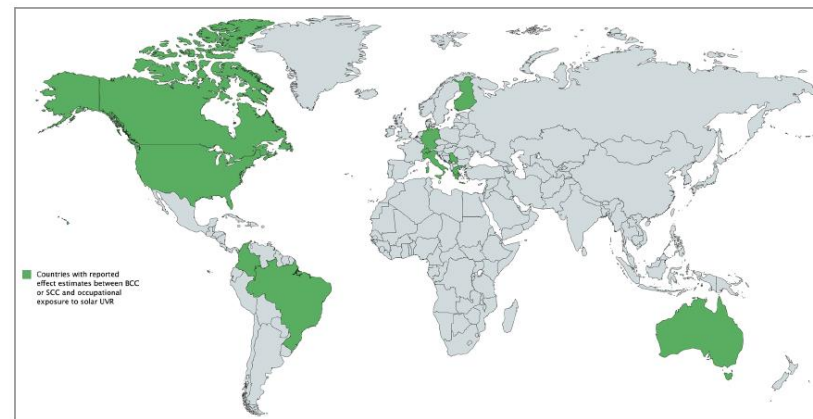 Countries with reported
effect estimates between BCC
or SCC and occupational
exposure to solar UVR